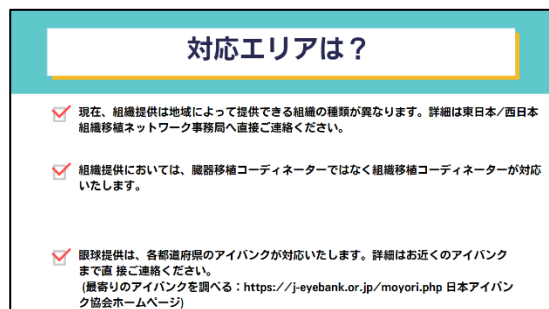 対応エリアは？
現在、組織提供は地域によって提供できる組織の種類が異なります。詳細は東日本/西日本
組織移植ネットワーク事務局へ直接ご連絡ください。
組織提供においては、臓器移植コーディネーターではなく組織移植コーディネーターが対応
いたします。
眼球提供は、各都道府県のアイバンクが対応いたします。詳細はお近くのアイバンク
まで直 接ご連絡ください。
(最寄りのアイバンクを調べる：https://j-eyebank.or.jp/moyori.php 日本アイバン
ク協会ホームページ)